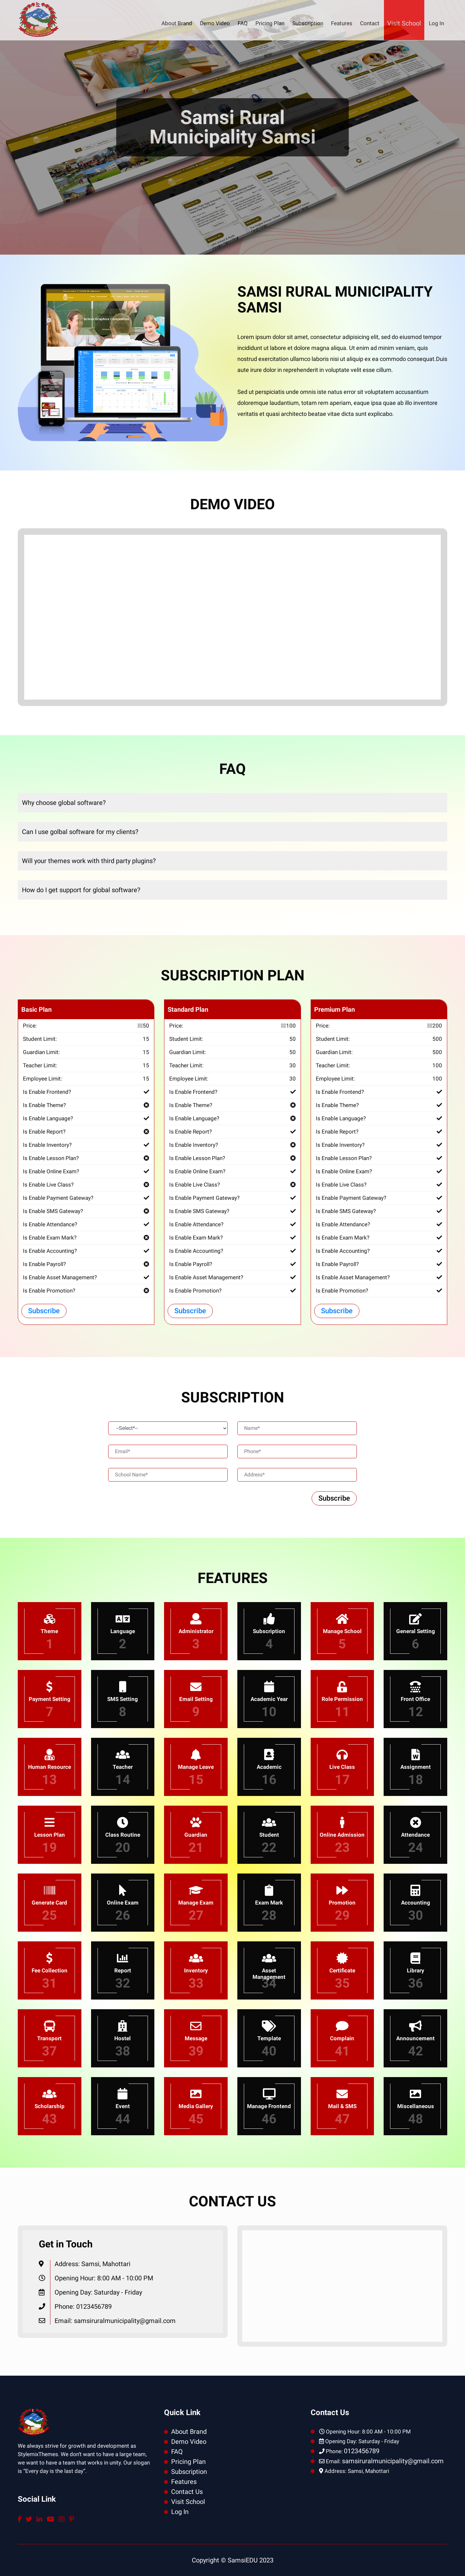 About Brand
Demo Video
FAQ
Pricing Plan
Subscription
Features
Contact
Visit School
Log In
Samsi Rural
Municipality Samsi
SAMSI RURAL MUNICIPALITY
SAMSI
Lorem ipsum dolor sit amet, consectetur adipisicing elit, sed do eiusmod tempor
incididunt ut labore et dolore magna aliqua. Ut enim ad minim veniam, quis
nostrud exercitation ullamco laboris nisi ut aliquip ex ea commodo consequat.Duis
aute irure dolor in reprehenderit in voluptate velit esse cillum.
Sed ut perspiciatis unde omnis iste natus error sit voluptatem accusantium
doloremque laudantium, totam rem aperiam, eaque ipsa quae ab illo inventore
veritatis et quasi architecto beatae vitae dicta sunt explicabo.
DEMO VIDEO
FAQ
Why choose global software?
Can I use golbal software for my clients?
Will your themes work with third party plugins?
How do I get support for global software?
SUBSCRIPTION PLAN
Basic Plan
Price: 50
Student Limit: 15
Guardian Limit: 15
Teacher Limit: 15
Employee Limit: 15
Is Enable Frontend?
Is Enable Theme?
Is Enable Language?
Is Enable Report?
Is Enable Inventory?
Is Enable Lesson Plan?
Is Enable Online Exam?
Is Enable Live Class?
Is Enable Payment Gateway?
Is Enable SMS Gateway?
Is Enable Attendance?
Is Enable Exam Mark?
Is Enable Accounting?
Is Enable Payroll?
Is Enable Asset Management?
Is Enable Promotion?
Subscribe
Standard Plan
Price: 100
Student Limit: 50
Guardian Limit: 50
Teacher Limit: 30
Employee Limit: 30
Is Enable Frontend?
Is Enable Theme?
Is Enable Language?
Is Enable Report?
Is Enable Inventory?
Is Enable Lesson Plan?
Is Enable Online Exam?
Is Enable Live Class?
Is Enable Payment Gateway?
Is Enable SMS Gateway?
Is Enable Attendance?
Is Enable Exam Mark?
Is Enable Accounting?
Is Enable Payroll?
Is Enable Asset Management?
Is Enable Promotion?
Subscribe
Premium Plan
Price: 200
Student Limit: 500
Guardian Limit: 500
Teacher Limit: 100
Employee Limit: 100
Is Enable Frontend?
Is Enable Theme?
Is Enable Language?
Is Enable Report?
Is Enable Inventory?
Is Enable Lesson Plan?
Is Enable Online Exam?
Is Enable Live Class?
Is Enable Payment Gateway?
Is Enable SMS Gateway?
Is Enable Attendance?
Is Enable Exam Mark?
Is Enable Accounting?
Is Enable Payroll?
Is Enable Asset Management?
Is Enable Promotion?
Subscribe
SUBSCRIPTION
--Select*--
Name*
Email*
Phone*
School Name*
Address*
Subscribe
FEATURES
Theme
1
Language
2
Administrator
3
Subscription
4
Manage School
5
General Setting
6
Payment Setting
7
SMS Setting
8
Email Setting
9
Academic Year
10
Role Permission
11
Front Office
12
Human Resource
13
Teacher
14
Manage Leave
15
Academic
16
Live Class
17
Assignment
18
Lesson Plan
19
Class Routine
20
Guardian
21
Student
22
Online Admission
23
Attendance
24
Generate Card
25
Online Exam
26
Manage Exam
27
Exam Mark
28
Promotion
29
Accounting
30
Fee Collection
31
Report
32
Inventory
33
Asset
Management
34
Certificate
35
Library
36
Transport
37
Hostel
38
Message
39
Template
40
Complain
41
Announcement
42
Scholarship
43
Event
44
Media Gallery
45
Manage Frontend
46
Mail & SMS
47
Miscellaneous
48
CONTACT US
Get in Touch
Address: Samsi, Mahottari
Opening Hour: 8:00 AM - 10:00 PM
Opening Day: Saturday - Friday
Phone: 0123456789
Email: samsiruralmunicipality@gmail.com
We always strive for growth and development as
StylemixThemes. We don't want to have a large team,
we want to have a team that works in unity. Our slogan
is "Every day is the last day".
Social Link
Quick Link
About Brand
Demo Video
FAQ
Pricing Plan
Subscription
Features
Contact Us
Visit School
Log In
Contact Us
Opening Hour: 8:00 AM - 10:00 PM
Opening Day: Saturday - Friday
Phone: 0123456789
Email: samsiruralmunicipality@gmail.com
Address: Samsi, Mahottari
Copyright © SamsiEDU 2023